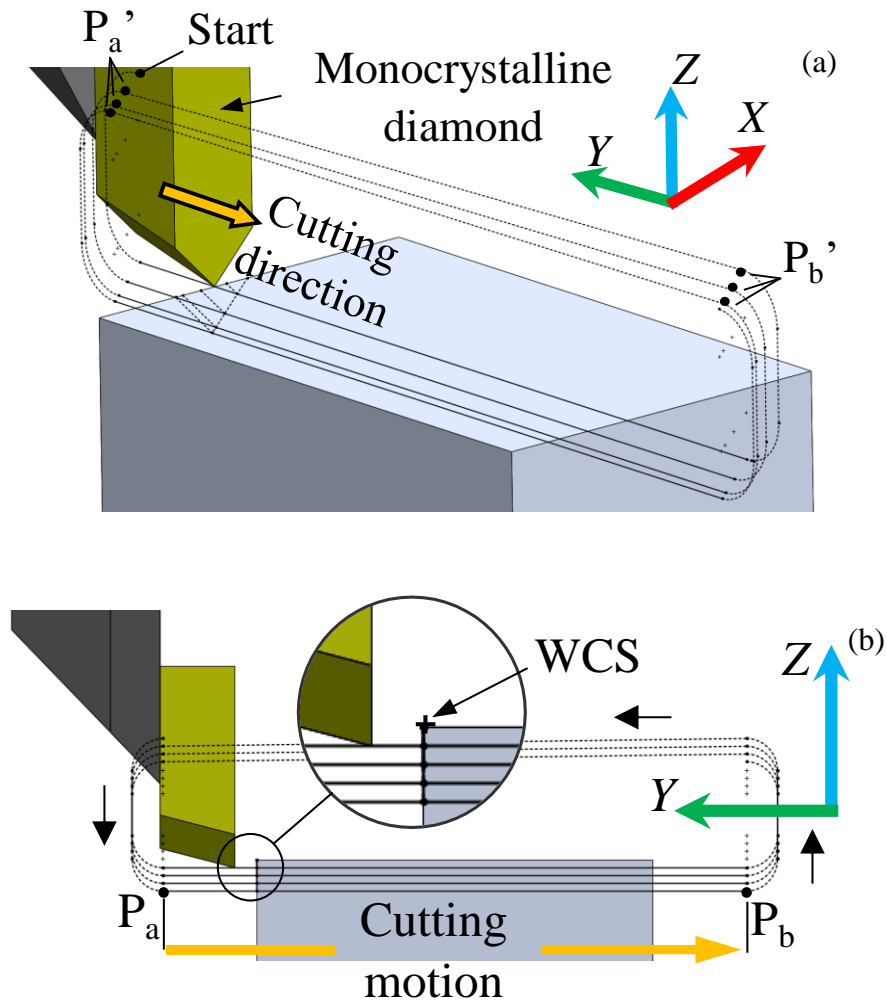 Pa’
Start
(a)
Monocrystalline
diamond
Z
X
Y
Cutting
direction
Pb’
(b)
WCS
Z
Y
Pa
Cutting
motion
Pb